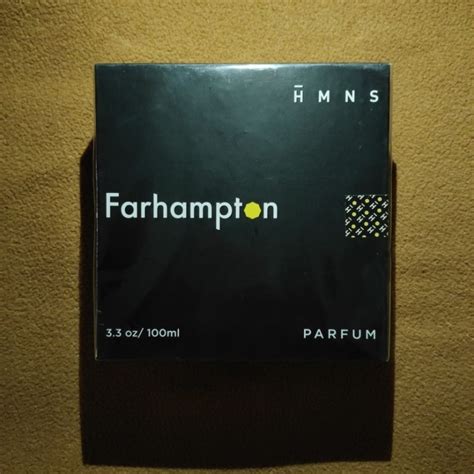 HMNS
Farhampton
3.3 oz/ 100ml
PARFUM